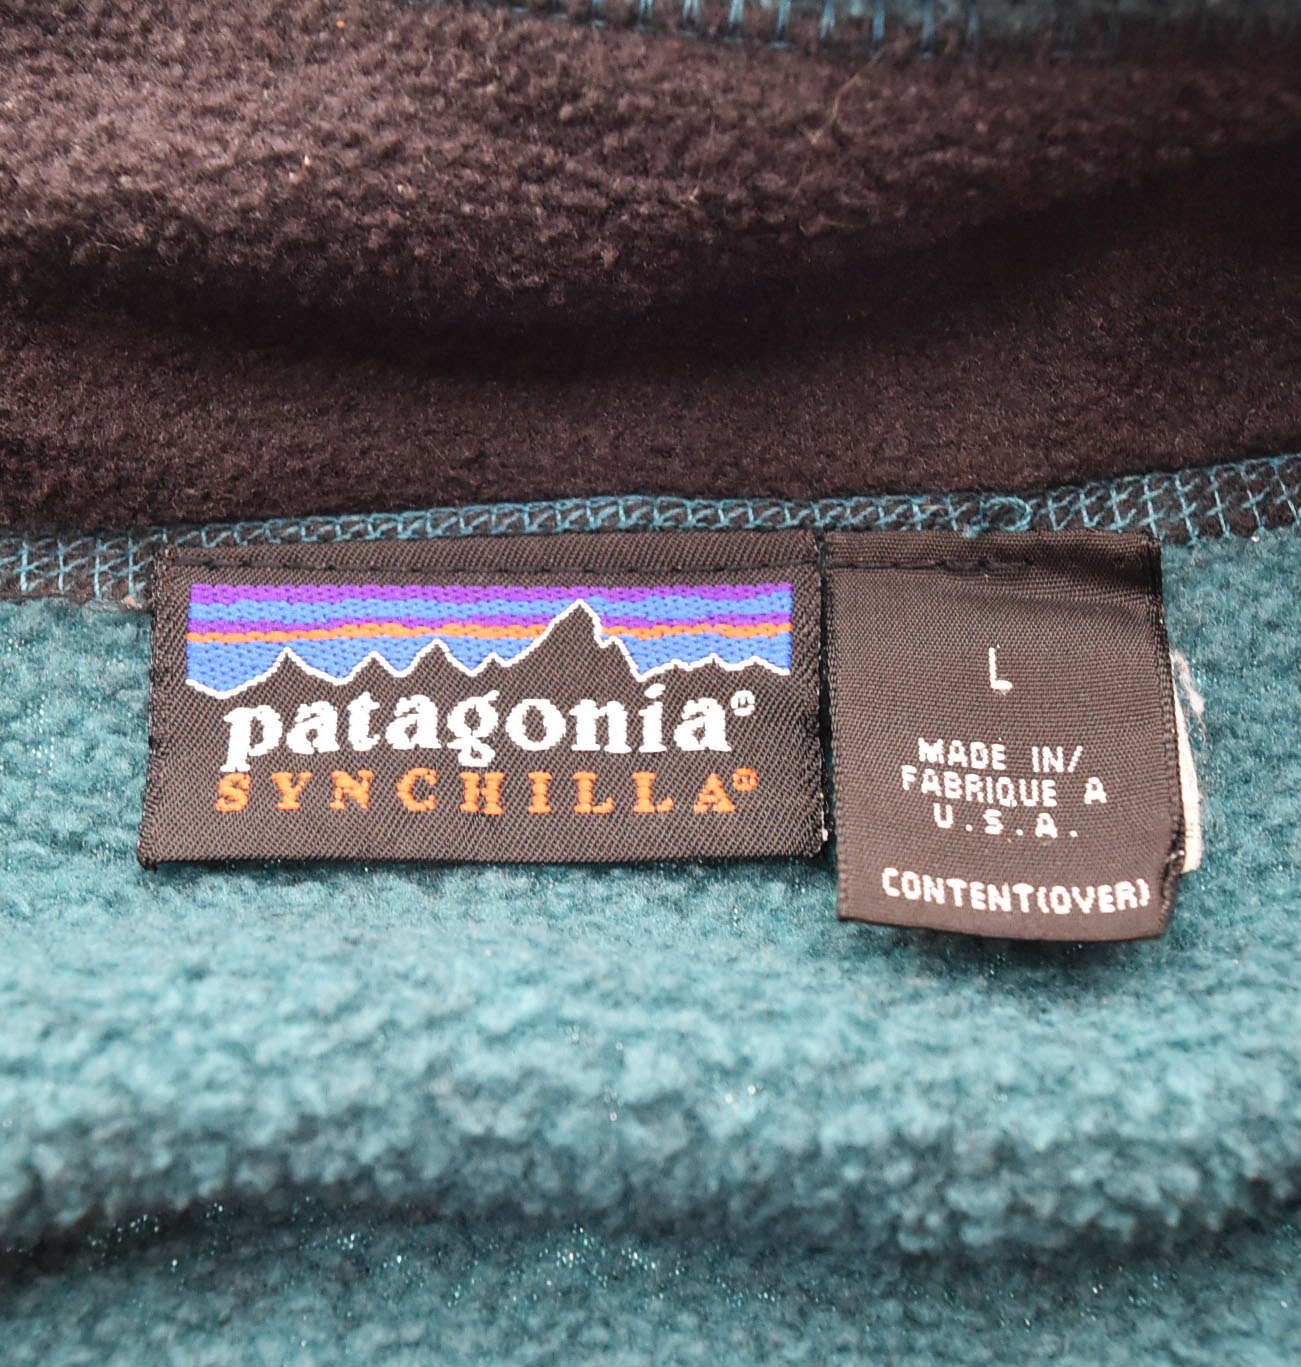 patagonia®
SYNCHILLA®
L
MADE IN/
FABRIQUE A
U.S.A.
CONTENT(OVER)